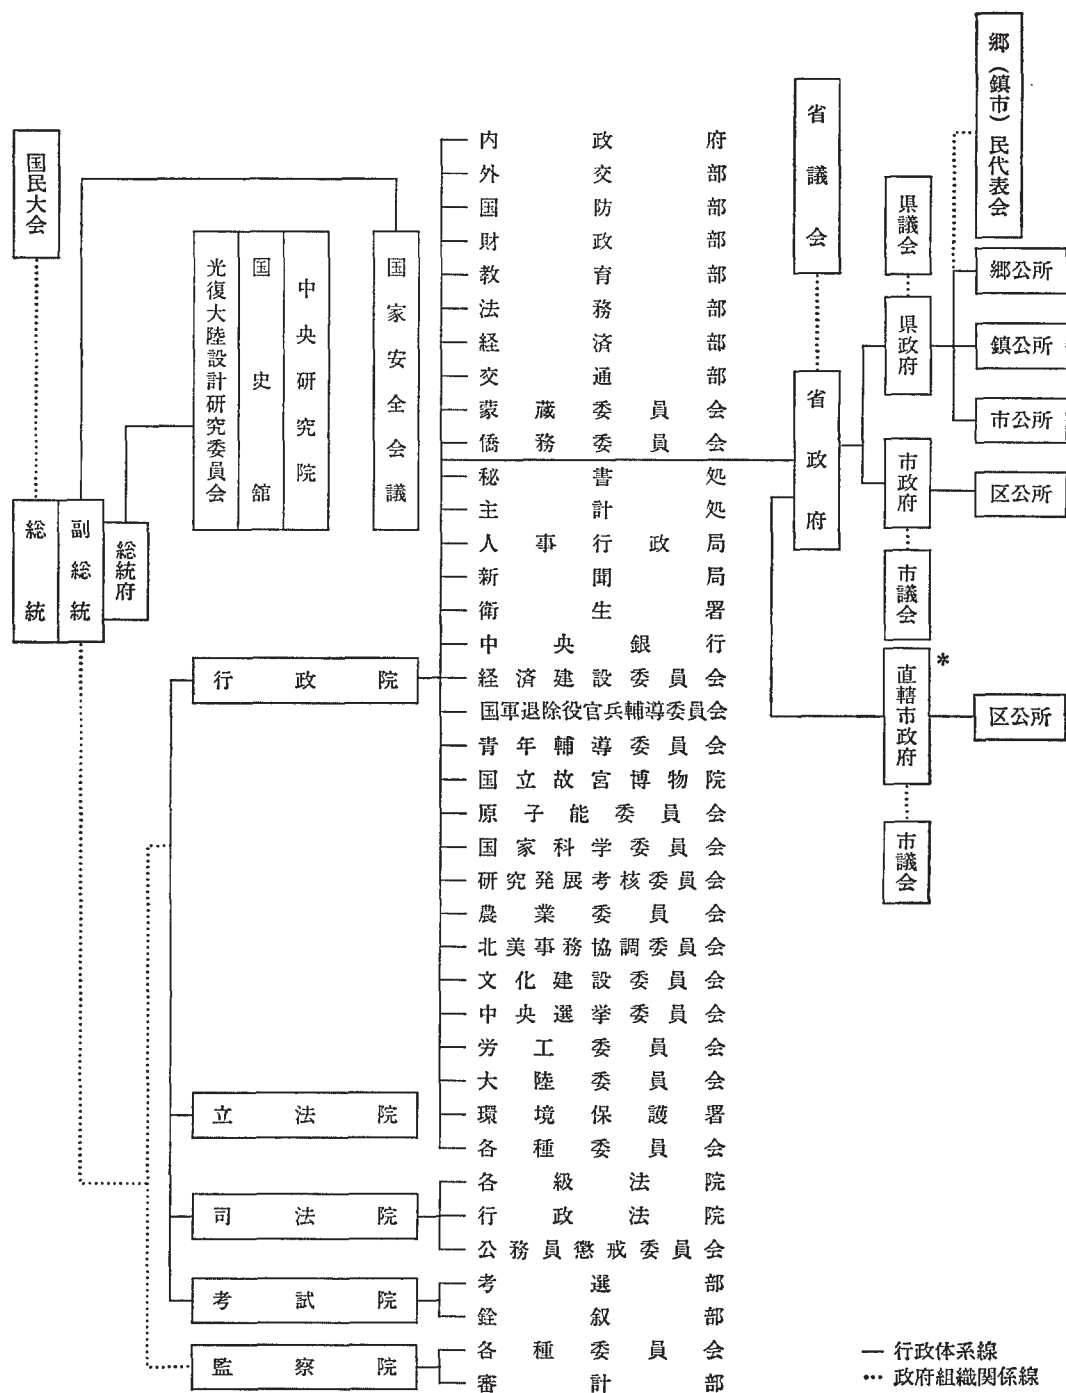 国民大会
総統
副総統
総統府
光復大陸設計研究委員会
国史館
中央研究院
国家安全会議
行政院
立法院
司法院
考試院
監察院
内政府
外交部
国防部
財政部
教育部
法務部
経済部
交通部
蒙蔵委員会
僑務委員会
秘書処
主計処
人事行政局
新聞局
衛生署
中央銀行
経済建設委員会
国軍退除役官兵輔導委員会
青年輔導委員会
国立故宮博物院
原子能委員会
国家科学委員会
研究発展考核委員会
農業委員会
北美事務協調委員会
文化建設委員会
中央選挙委員会
労工委員会
大陸委員会
環境保護署
各種委員会
各級法院
行政法院
公務員懲戒委員会
考選部
銓叙部
各種委員会
審計部
省議会
省政府
県議会
県政府
市政府
市議会
直轄市政府
*
市議会
郷(鎮市)民代表会
郷公所
鎮公所
市公所
区公所
区公所
― 行政体系線
… 政府組織関係線